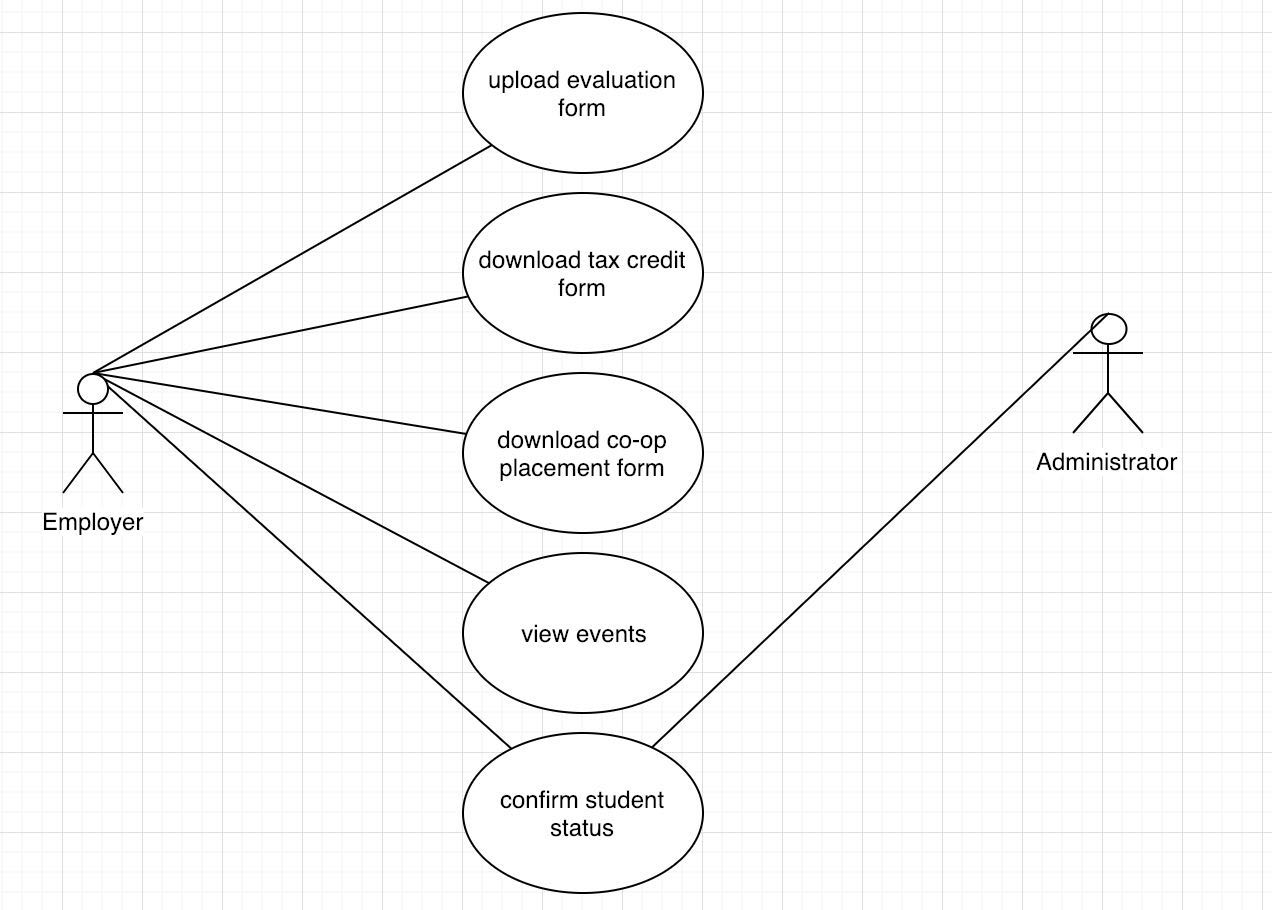 upload evaluation
form
download tax credit
form
download co-op
placement form
Administrator
Employer
view events
confirm student
status